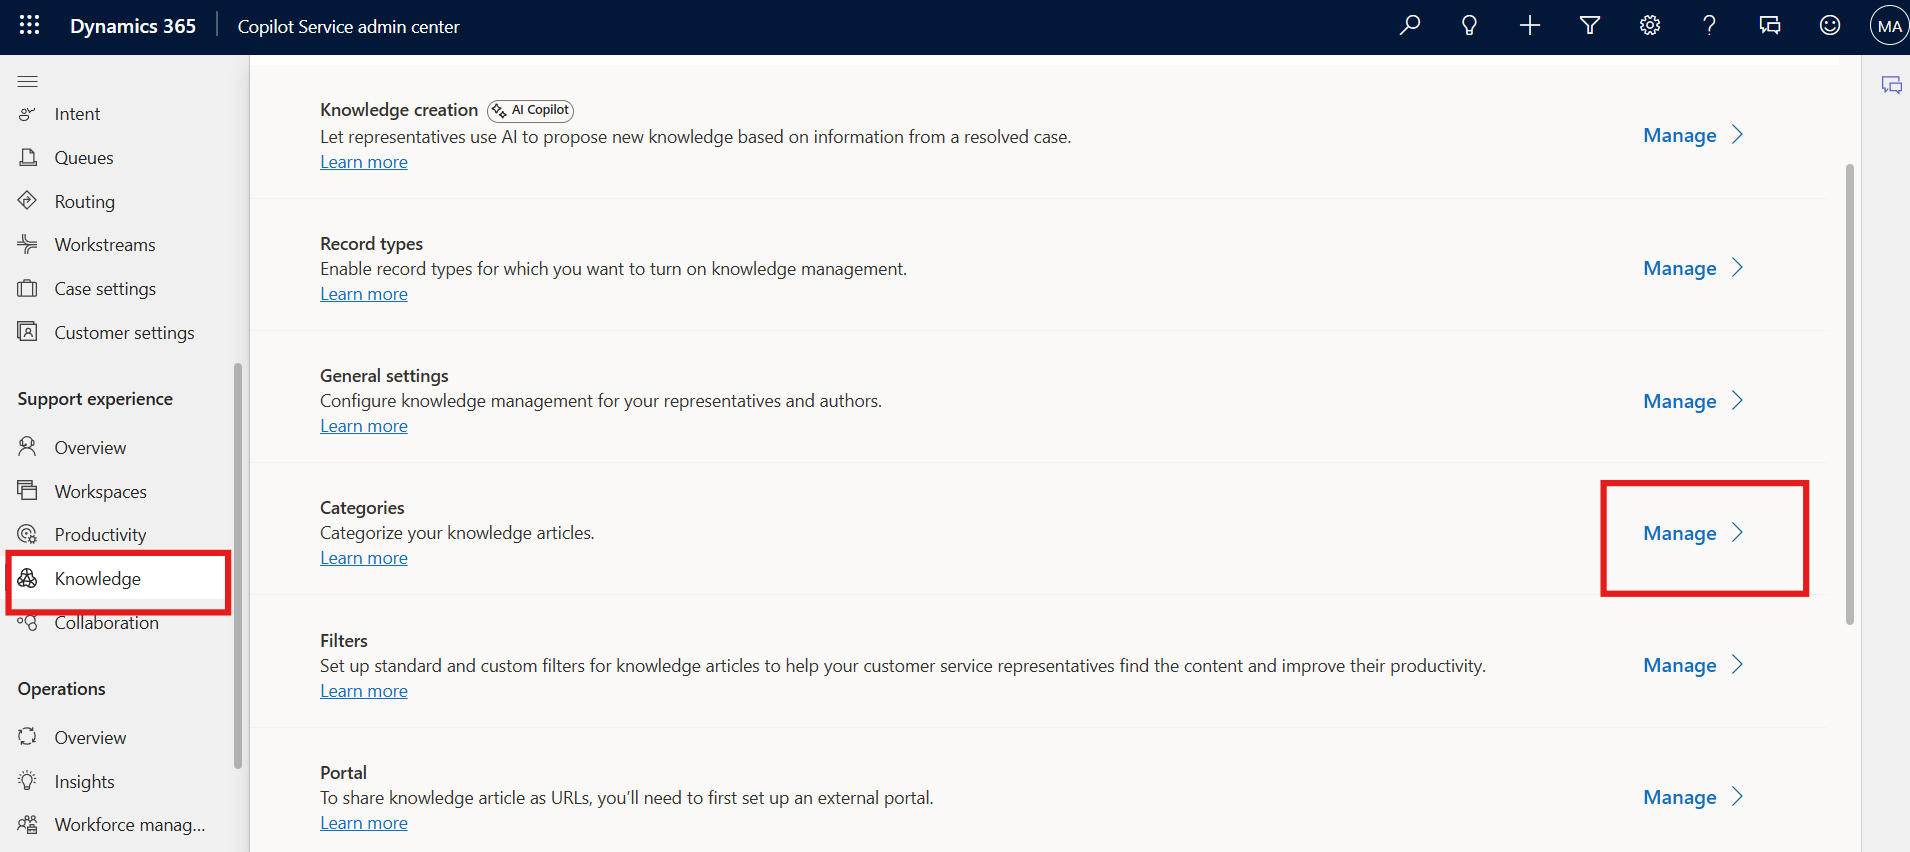 Dynamics 365
Copilot Service admin center
MA
Intent
Queues
Routing
Workstreams
Case settings
Customer settings
Support experience
Overview
Workspaces
Productivity
Knowledge
Collaboration
Operations
Overview
Insights
Workforce manag...
Knowledge creation AI Copilot
Let representatives use AI to propose new knowledge based on information from a resolved case.
Learn more
Manage
Record types
Enable record types for which you want to turn on knowledge management.
Learn more
Manage
General settings
Configure knowledge management for your representatives and authors.
Learn more
Manage
Categories
Categorize your knowledge articles.
Learn more
Manage
Filters
Set up standard and custom filters for knowledge articles to help your customer service representatives find the content and improve their productivity.
Learn more
Manage
Portal
To share knowledge article as URLs, you'll need to first set up an external portal.
Learn more
Manage